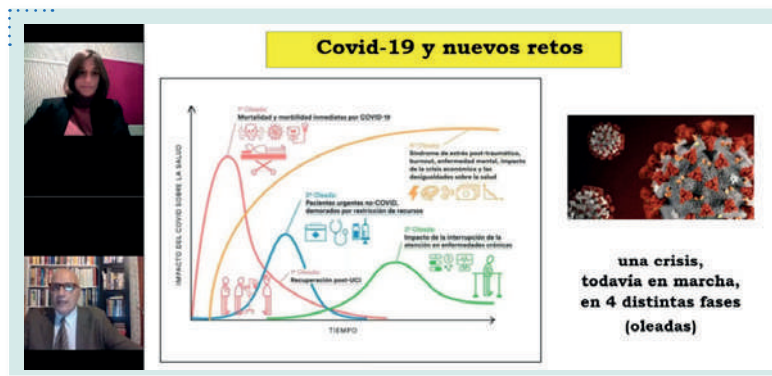 Covid-19 y nuevos retos
IMPACTO DEL COVID SOBRE LA SALUD
1ª Oleada:
Mortalidad y morbilidad inmediatas por COVID-19
4ª Oleada:
Síndrome de estrés post-traumático,
burnout, enfermedad mental, impacto
de la crisis económica y las
desigualdades sobre la salud
2ª Oleada:
Pacientes urgentes no-COVID,
demorados por restricción de recursos
3ª Oleada:
Impacto de la interrupción de la
atención en enfermedades crónicas
1ª Oleada:
Recuperación post-UCI
TIEMPO
una crisis,
todavía en marcha,
en 4 distintas fases
(oleadas)